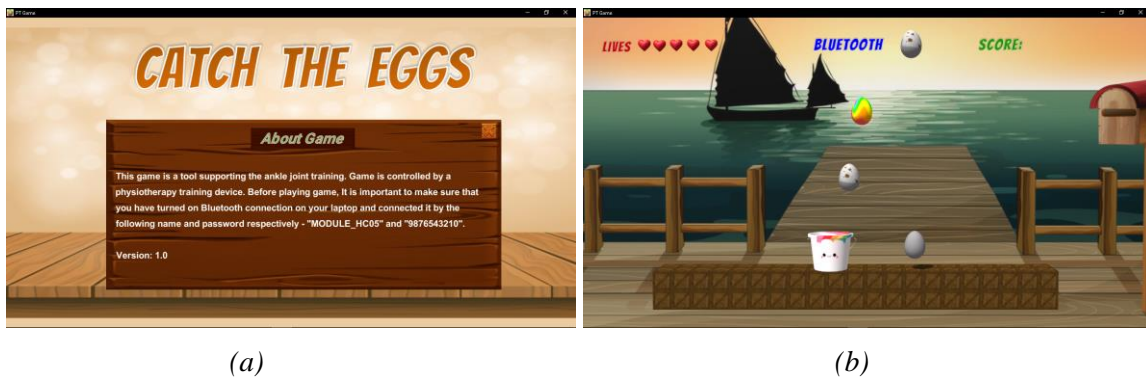 PT Game
PT Game
CATCH THE EGGS
About Game
This game is a tool supporting the ankle joint training. Game is controlled by a
physiotherapy training device. Before playing game, It is important to make sure that
you have turned on Bluetooth connection on your laptop and connected it by the
following name and password respectively - "MODULE_HC05" and "9876543210".
Version: 1.0
LIVES
BLUETOOTH
SCORE:
(a)
(b)